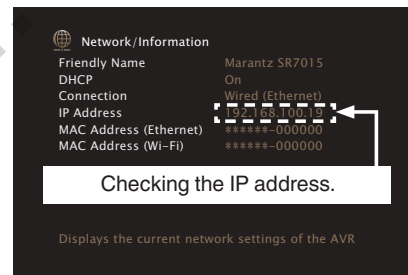 Network/Information
Friendly Name Marantz SR7015
DHCP On
Connection Wired (Ethernet)
IP Address 192.168.100.19
MAC Address (Ethernet) ******-000000
MAC Address (Wi-Fi) ******-000000
Checking the IP address.
Displays the current network settings of the AVR